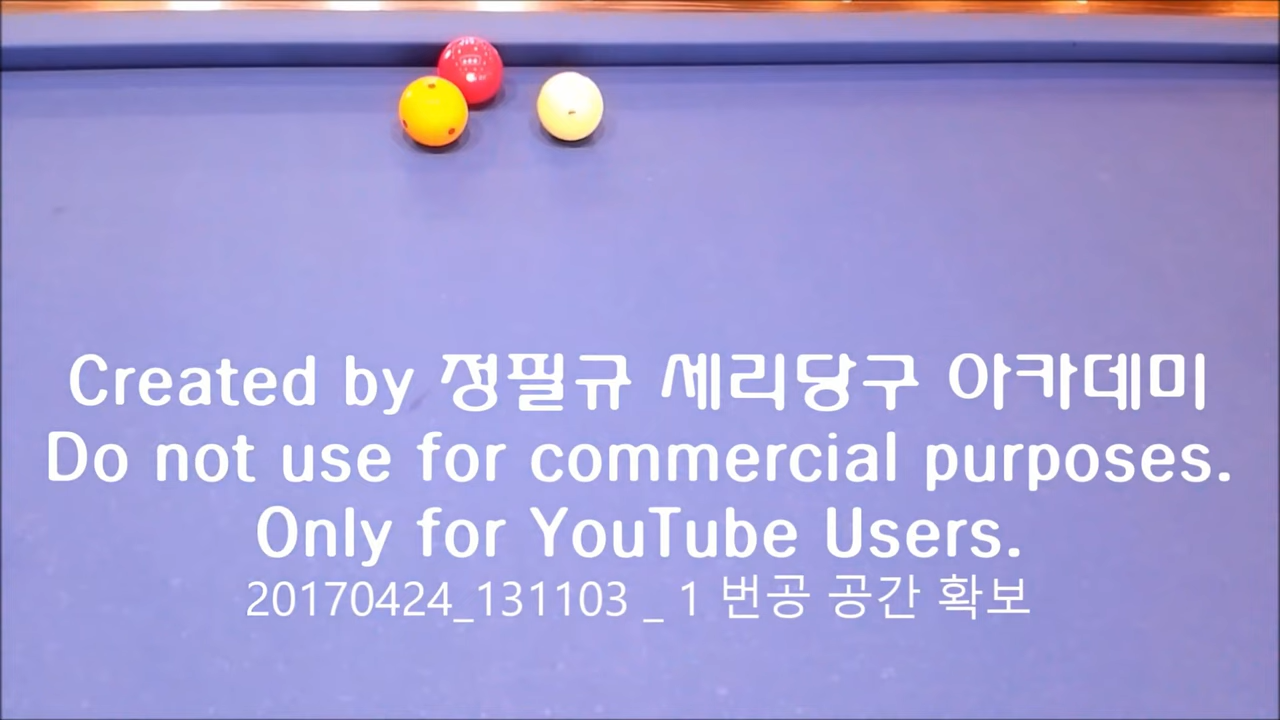 Created by 정필규 세리당구 아카데미
Do not use for commercial purposes.
Only for YouTube Users.
20170424_131103 _ 1 번공 공간 확보